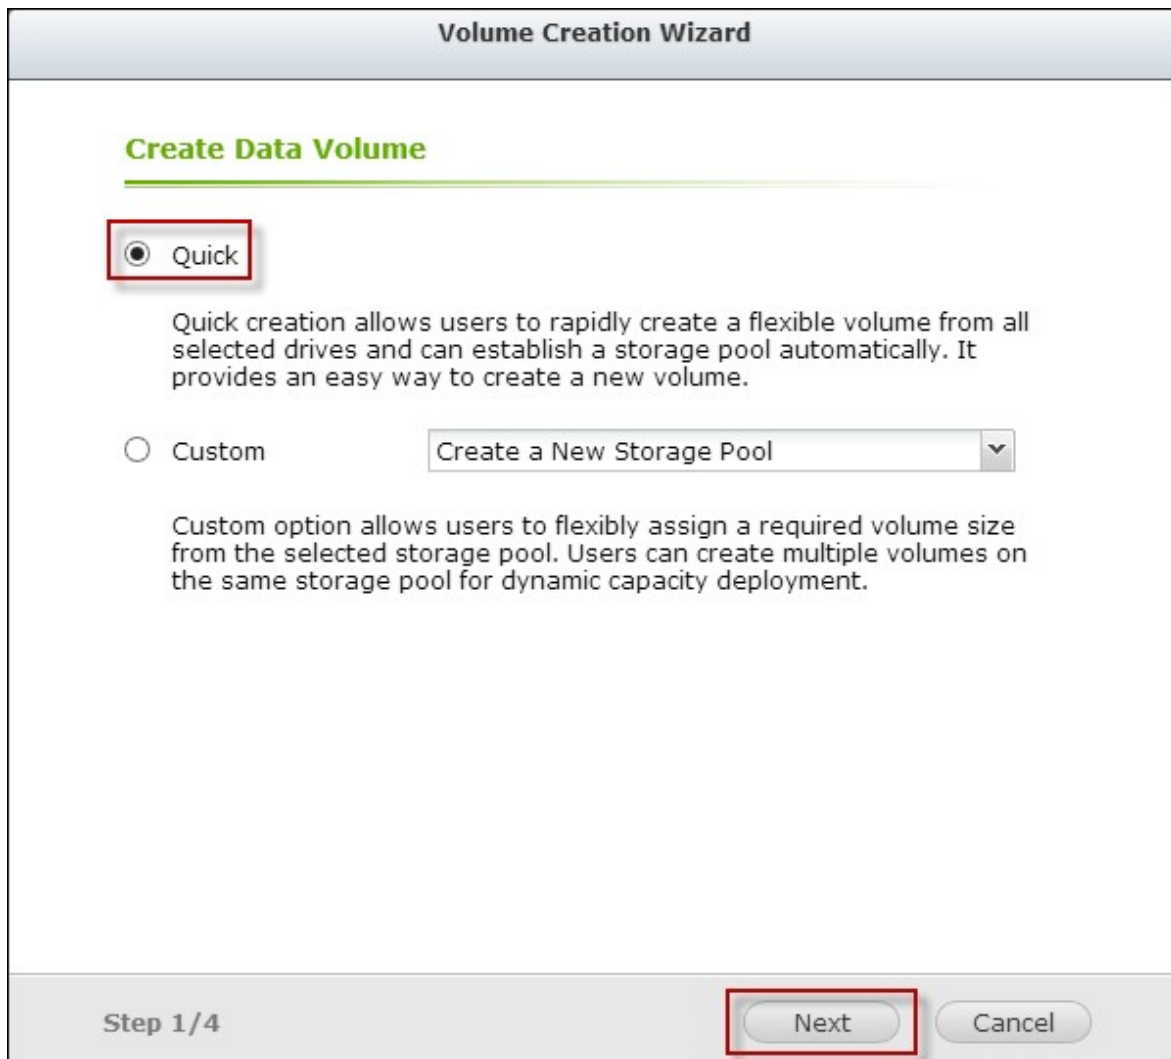 Volume Creation Wizard
Create Data Volume
Quick
Quick creation allows users to rapidly create a flexible volume from all
selected drives and can establish a storage pool automatically. It
provides an easy way to create a new volume.
Custom Create a New Storage Pool
Custom option allows users to flexibly assign a required volume size
from the selected storage pool. Users can create multiple volumes on
the same storage pool for dynamic capacity deployment.
Step 1/4 Next Cancel